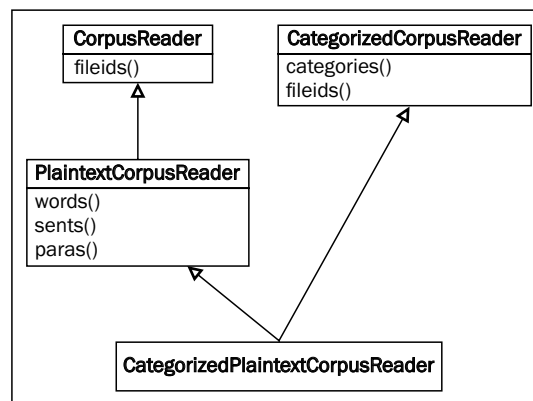 CorpusReader
fileids()
CategorizedCorpusReader
categories()
fileids()
PlaintextCorpusReader
words()
sents()
paras()
CategorizedPlaintextCorpusReader